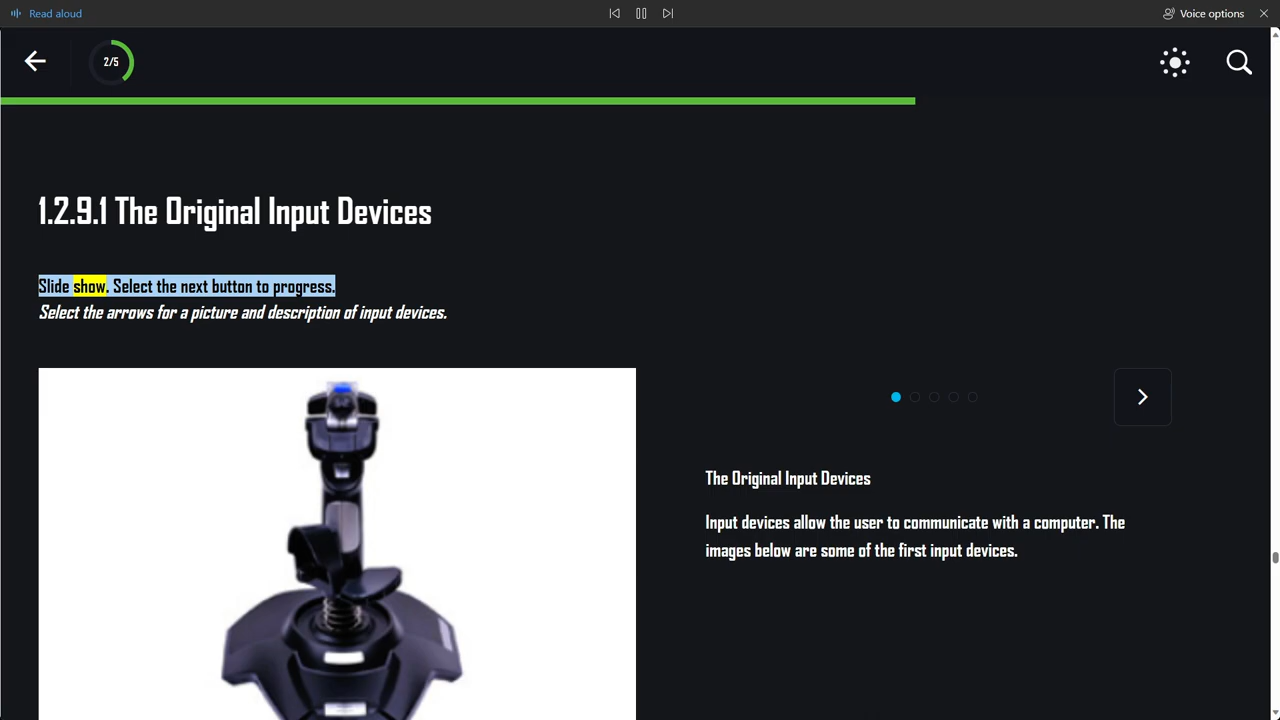 Read aloud
Voice options
2/5
1.2.9.1 The Original Input Devices
Slide show. Select the next button to progress.
Select the arrows for a picture and description of input devices.
The Original Input Devices
Input devices allow the user to communicate with a computer. The
images below are some of the first input devices.